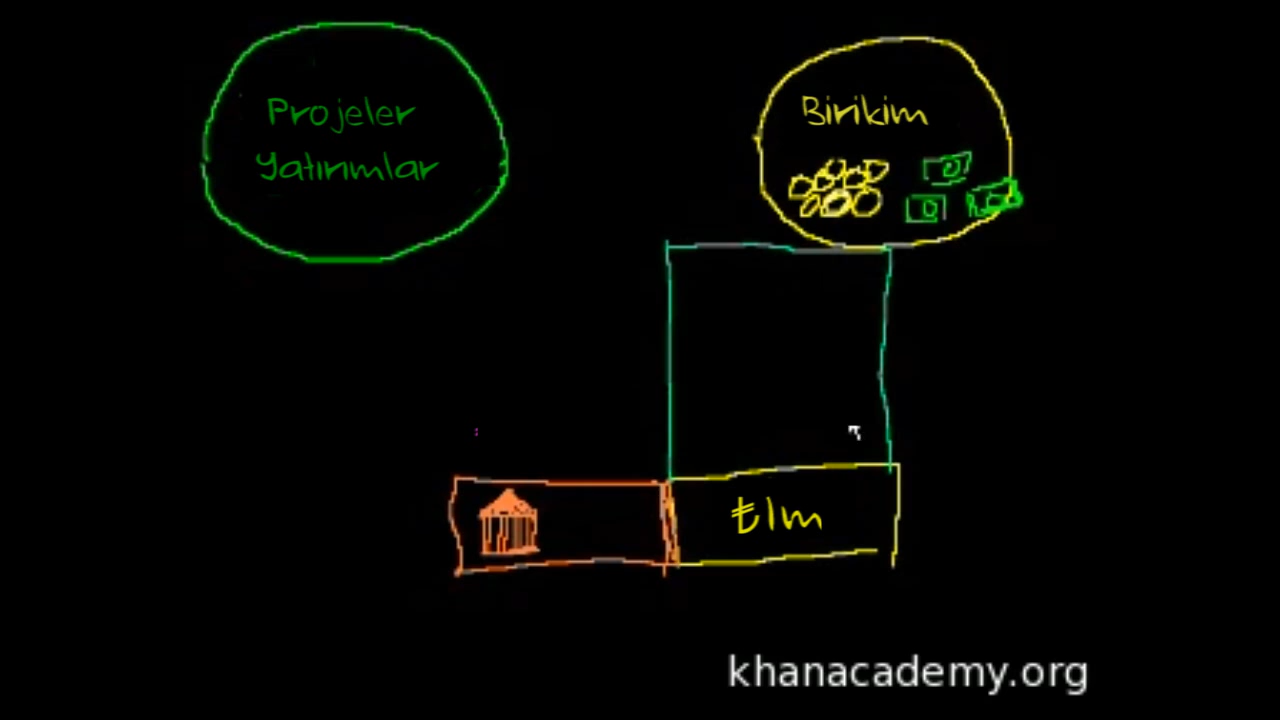 Projeler
Yatırımlar
Birikim
₺1m
khanacademy.org